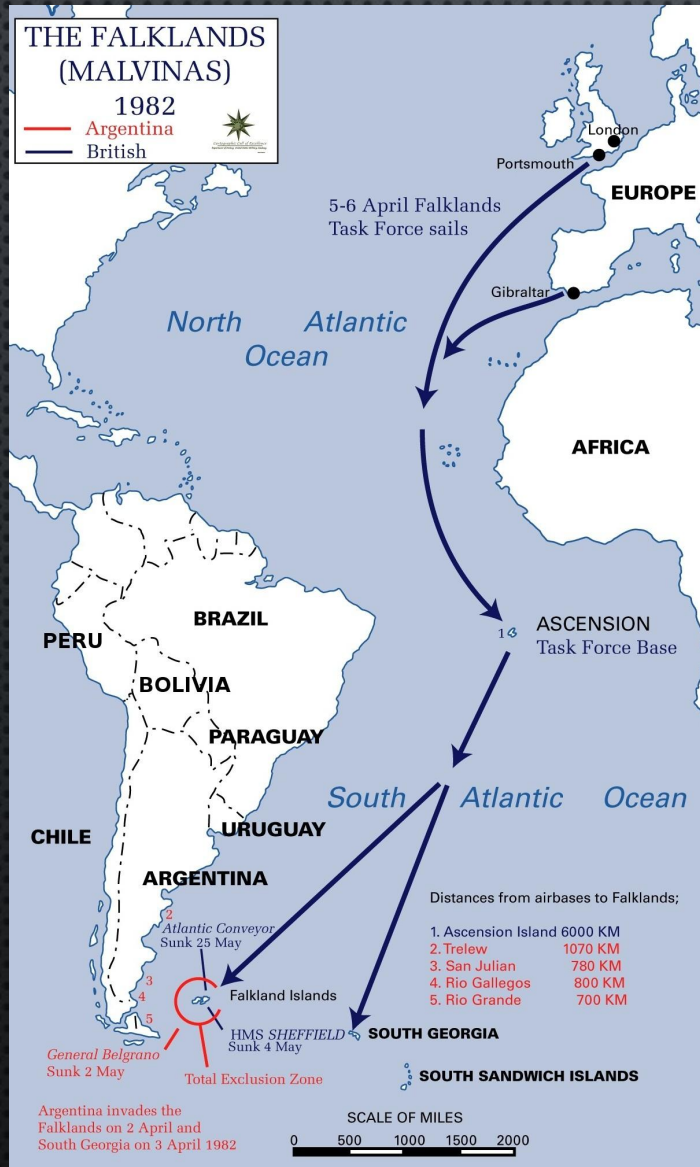 THE FALKLANDS
(MALVINAS)
1982
Argentina
British
London
Portsmouth
EUROPE
5-6 April Falklands
Task Force sails
Gibraltar
North Atlantic
Ocean
AFRICA
BRAZIL
PERU
1
ASCENSION
Task Force Base
BOLIVIA
PARAGUAY
South Atlantic Ocean
CHILE
URUGUAY
ARGENTINA
Distances from airbases to Falklands;
1. Ascension Island 6000 KM
2. Trelew 1070 KM
3. San Julian 780 KM
4. Rio Gallegos 800 KM
5. Rio Grande 700 KM
2
Atlantic Conveyor
Sunk 25 May
3
4
5
Falkland Islands
HMS SHEFFIELD
Sunk 4 May
SOUTH GEORGIA
General Belgrano
Sunk 2 May
Total Exclusion Zone
SOUTH SANDWICH ISLANDS
Argentina invades the
Falklands on 2 April and
South Georgia on 3 April 1982
SCALE OF MILES
0 500 1000 1500 2000